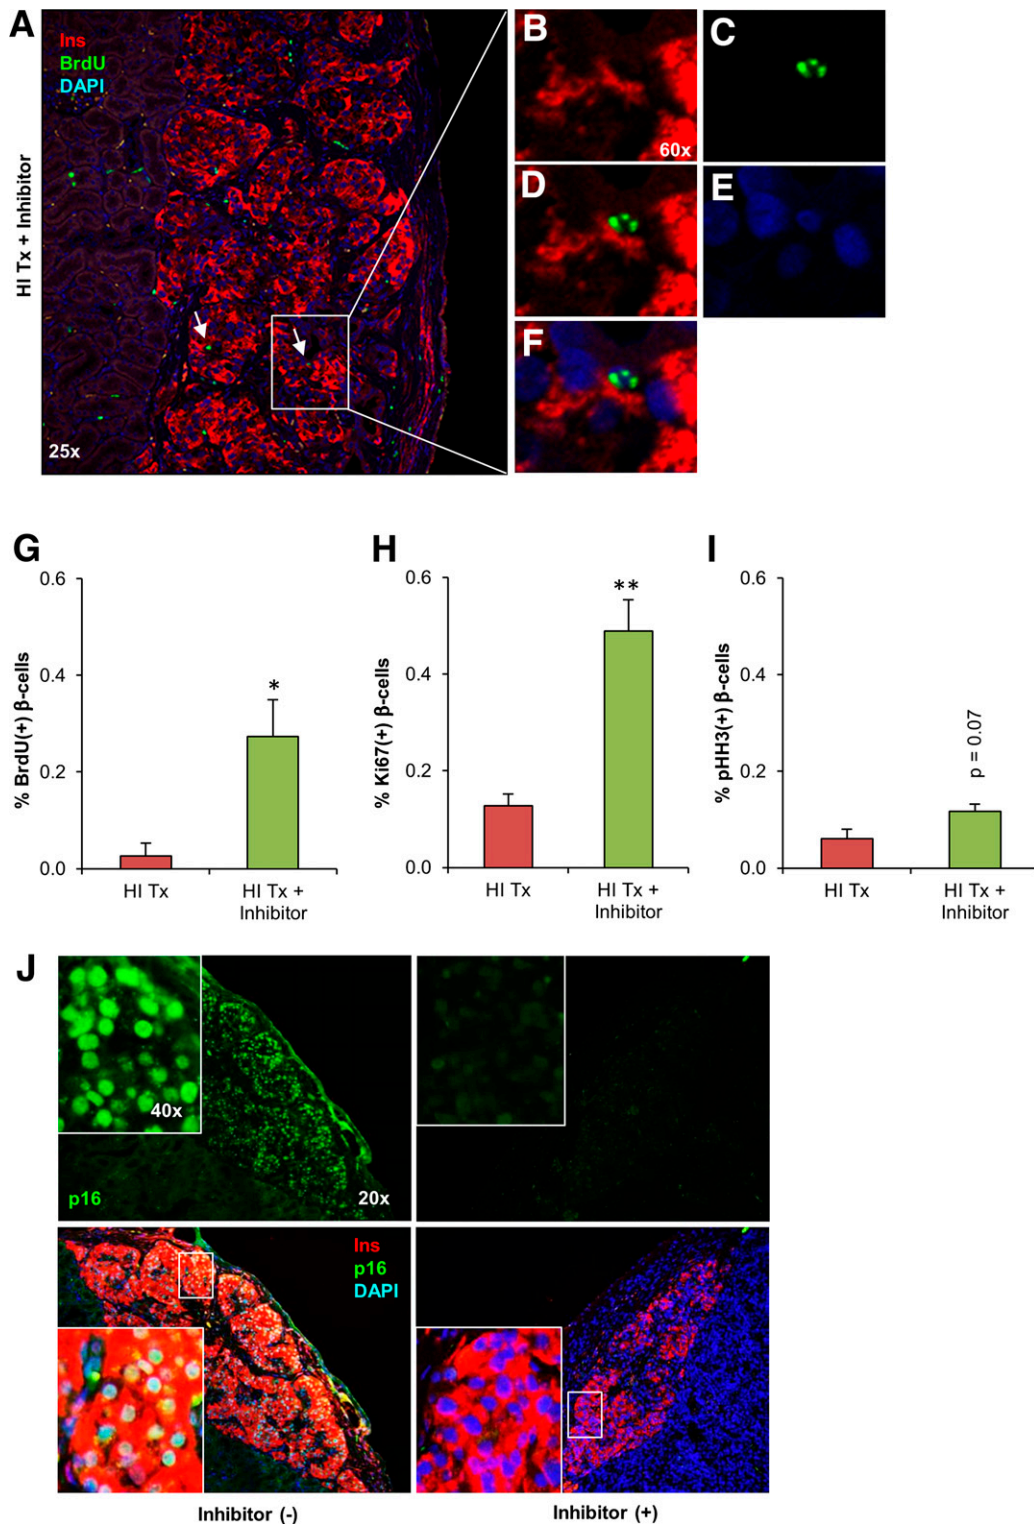 A
Ins
BrdU
DAPI
HI Tx + Inhibitor
25x
B
60x
C
D
E
F
G
% BrdU(+) β-cells
0.6
0.4
0.2
0.0
*
HI Tx
HI Tx +
Inhibitor
H
% Ki67(+) β-cells
0.6
0.4
0.2
0.0
**
HI Tx
HI Tx +
Inhibitor
I
% pHH3(+) β-cells
0.6
0.4
0.2
0.0
p = 0.07
HI Tx
HI Tx +
Inhibitor
J
40x
p16
20x
Ins
p16
DAPI
Inhibitor (-)
Inhibitor (+)